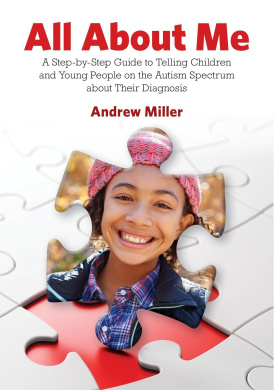 All About Me
A Step-by-Step Guide to Telling Children
and Young People on the Autism Spectrum
about Their Diagnosis
Andrew Miller